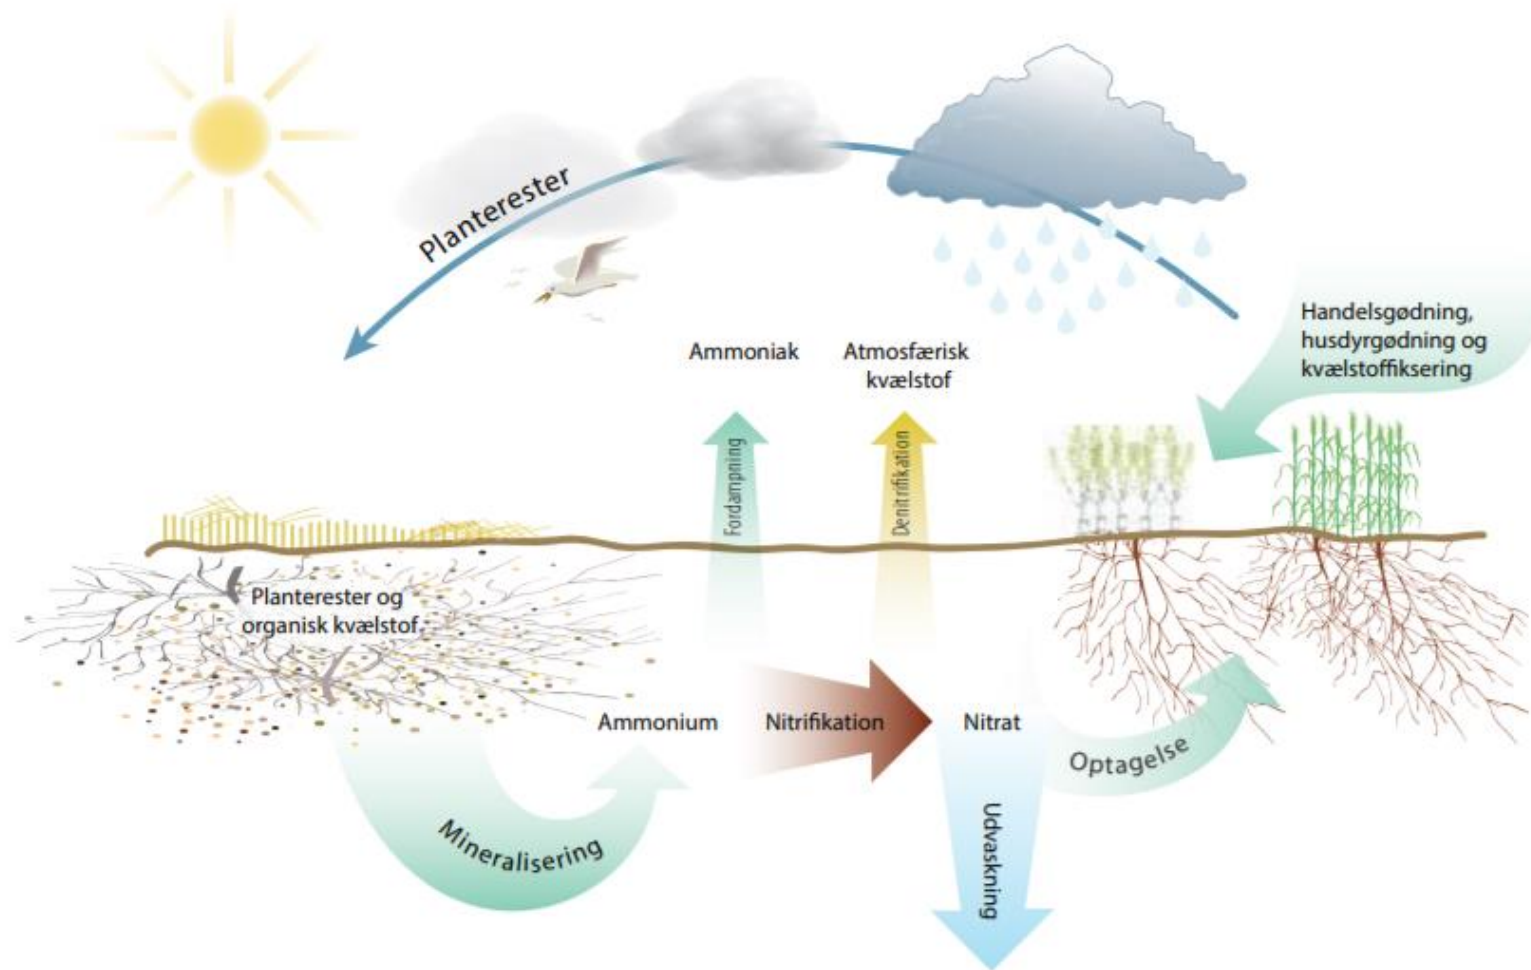 Planterester
Handelsgødning,
husdyrgødning og
kvælstoffiksering
Ammoniak
Atmosfærisk
kvælstof
Fordampning
Denitrifikation
Planterester og
organisk kvælstof
Ammonium
Nitrifikation
Nitrat
Optagelse
Mineralisering
Udvaskning